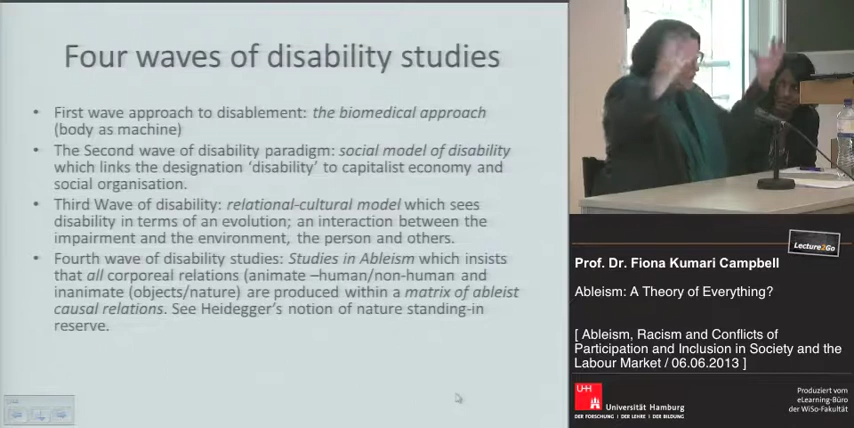 Four waves of disability studies
• First wave approach to disablement: the biomedical approach
(body as machine)
• The Second wave of disability paradigm: social model of disability
which links the designation 'disability' to capitalist economy and
social organisation.
• Third Wave of disability: relational-cultural model which sees
disability in terms of an evolution; an interaction between the
impairment and the environment, the person and others.
• Fourth wave of disability studies: Studies in Ableism which insists
that all corporeal relations (animate –human/non-human and
inanimate (objects/nature) are produced within a matrix of ableist
causal relations. See Heidegger's notion of nature standing-in
reserve.
Lecture2Go
Prof. Dr. Fiona Kumari Campbell
Ableism: A Theory of Everything?
[ Ableism, Racism and Conflicts of
Participation and Inclusion in Society and the
Labour Market / 06.06.2013 ]
UHH
Universität Hamburg
DER FORSCHUNG | DER LEHRE | DER BILDUNG
Produziert vom
eLearning-Büro
der WiSo-Fakultät